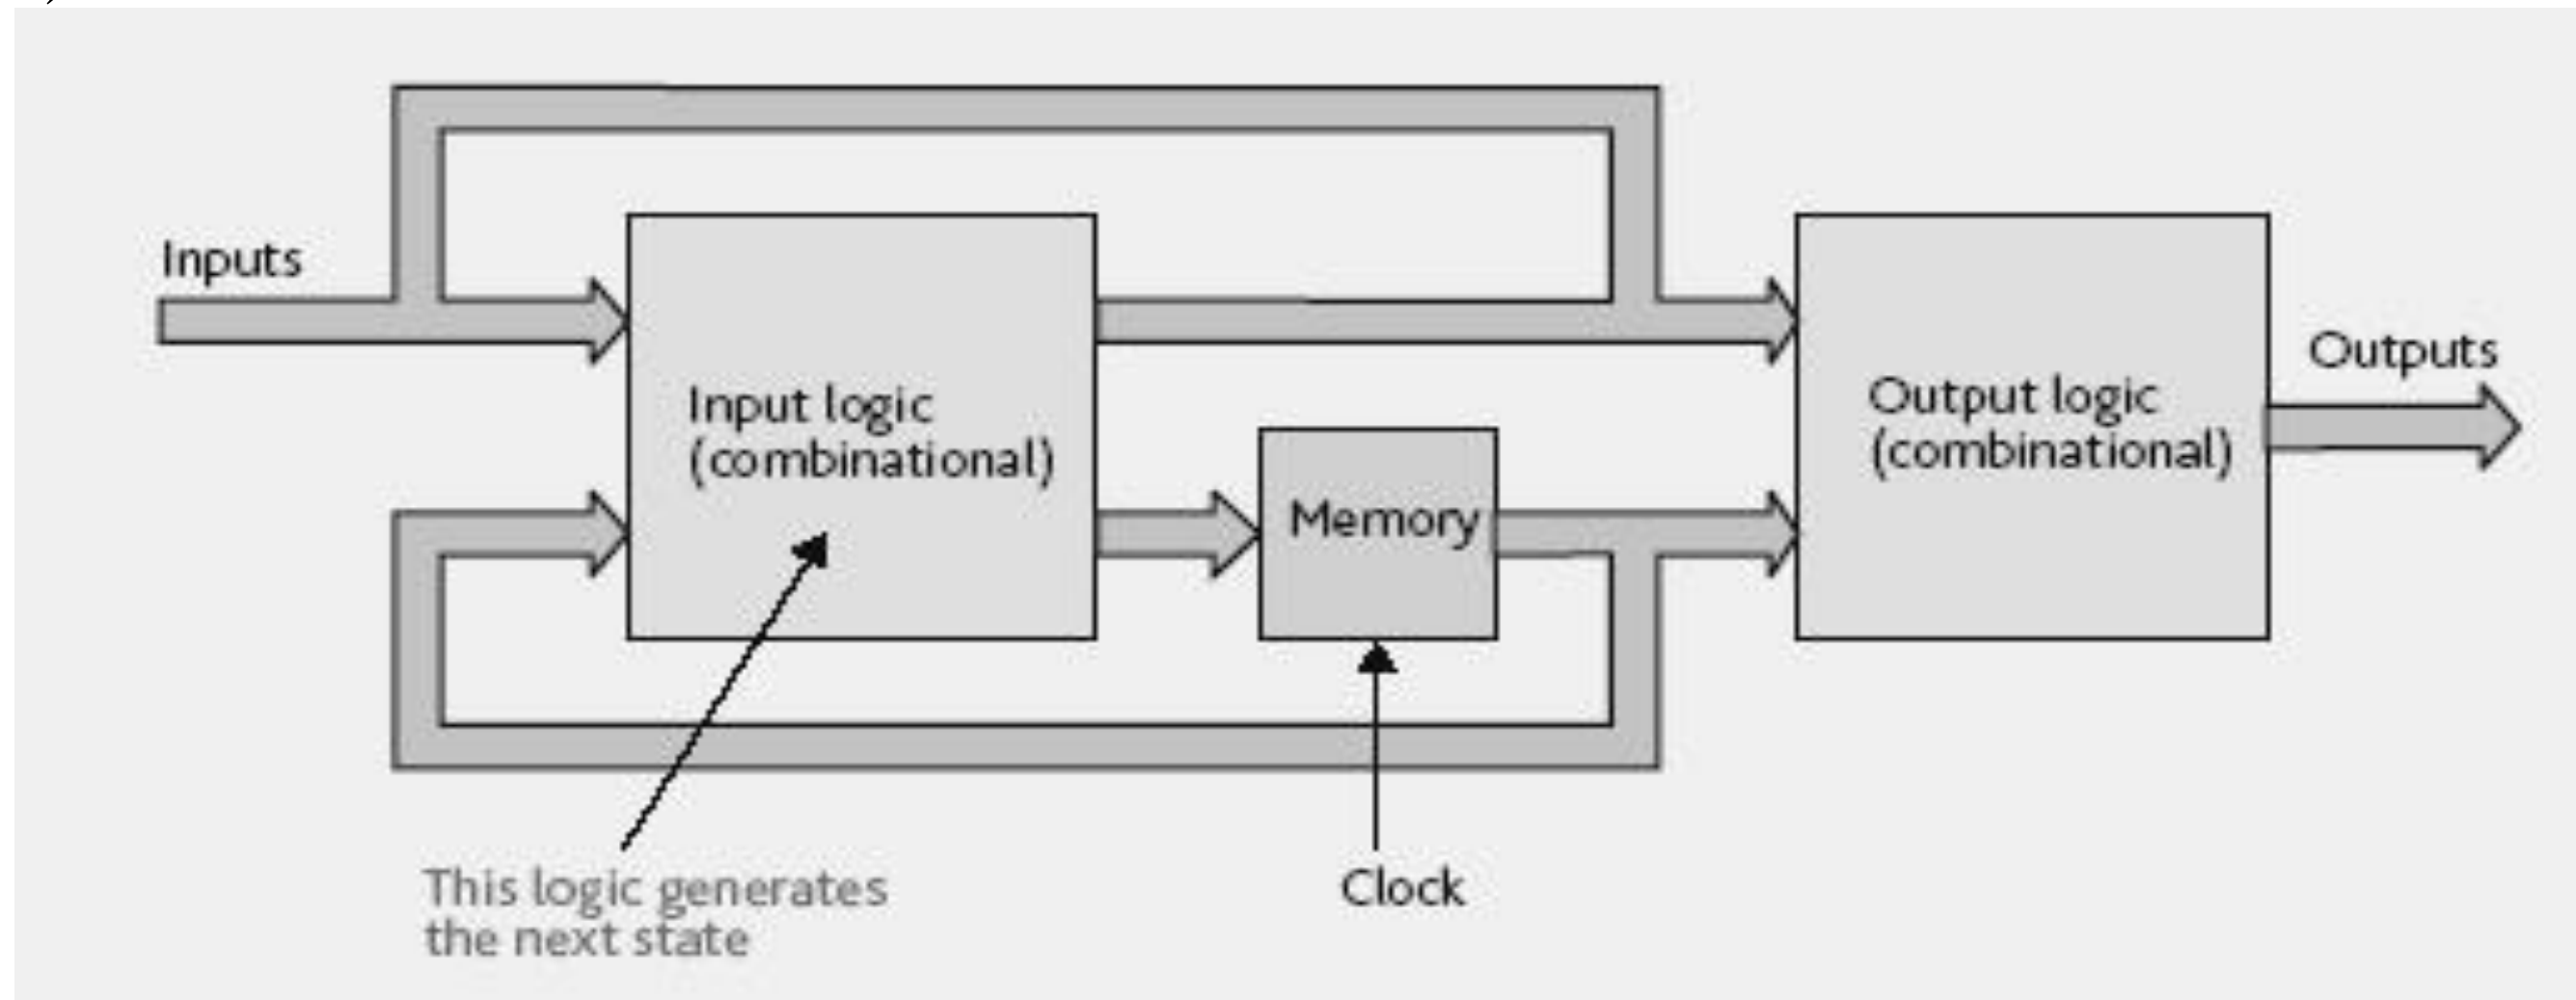 Inputs
Outputs
Input logic
(combinational)
Output logic
(combinational)
Memory
This logic generates
the next state
Clock